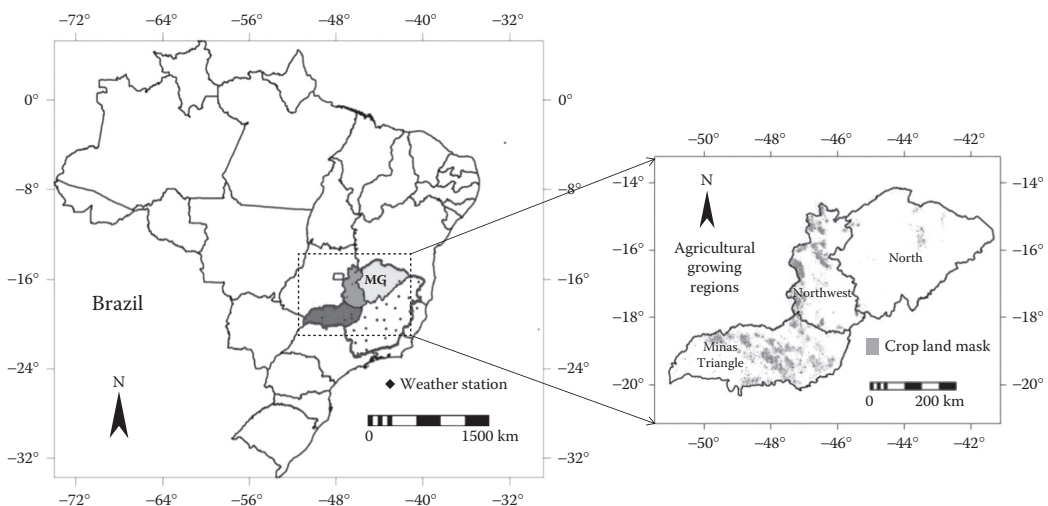 −72°
−64°
−56°
−48°
−40°
−32°
0°
−8°
−16°
−24°
−32°
0°
−8°
−16°
−24°
−32°
MG
Brazil
N
Weather station
0
1500 km
−72°
−64°
−56°
−48°
−40°
−32°
−50°
−48°
−46°
−44°
−42°
−14°
−16°
−18°
−20°
−14°
−16°
−18°
−20°
N
Agricultural
growing
regions
North
Northwest
Minas
Triangle
Crop land mask
0
200 km
−50°
−48°
−46°
−44°
−42°